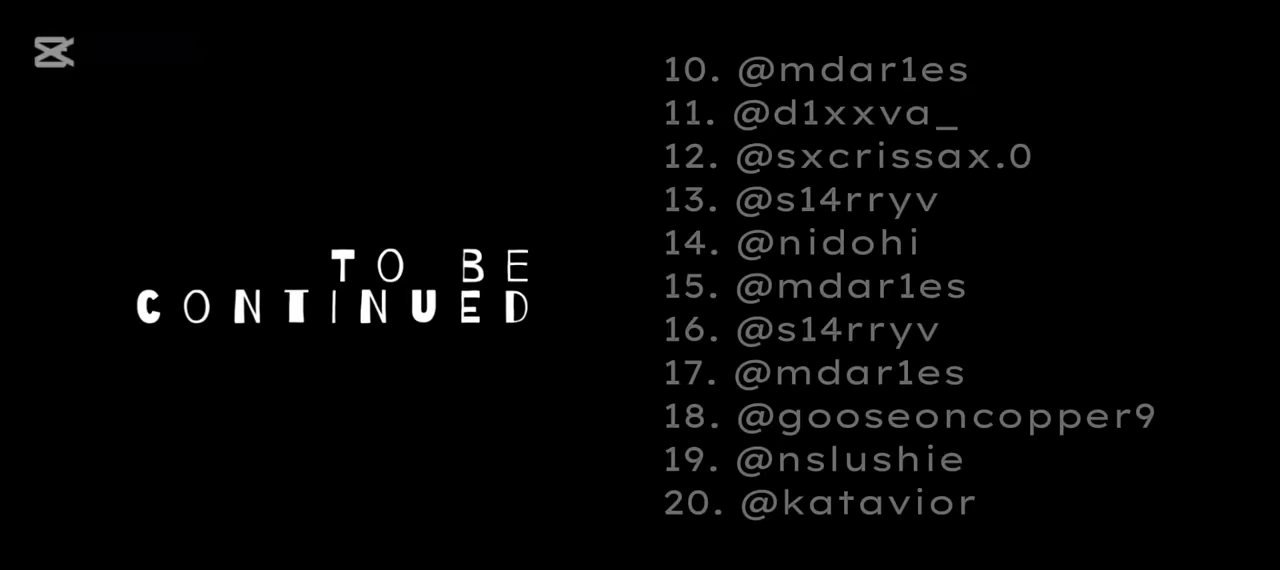 TO BE
CONTINUED
10. @mdar1es
11. @d1xxva_
12. @sxcrissax.0
13. @s14rryv
14. @nidohi
15. @mdar1es
16. @s14rryv
17. @mdar1es
18. @gooseoncopper9
19. @nslushie
20. @katavior